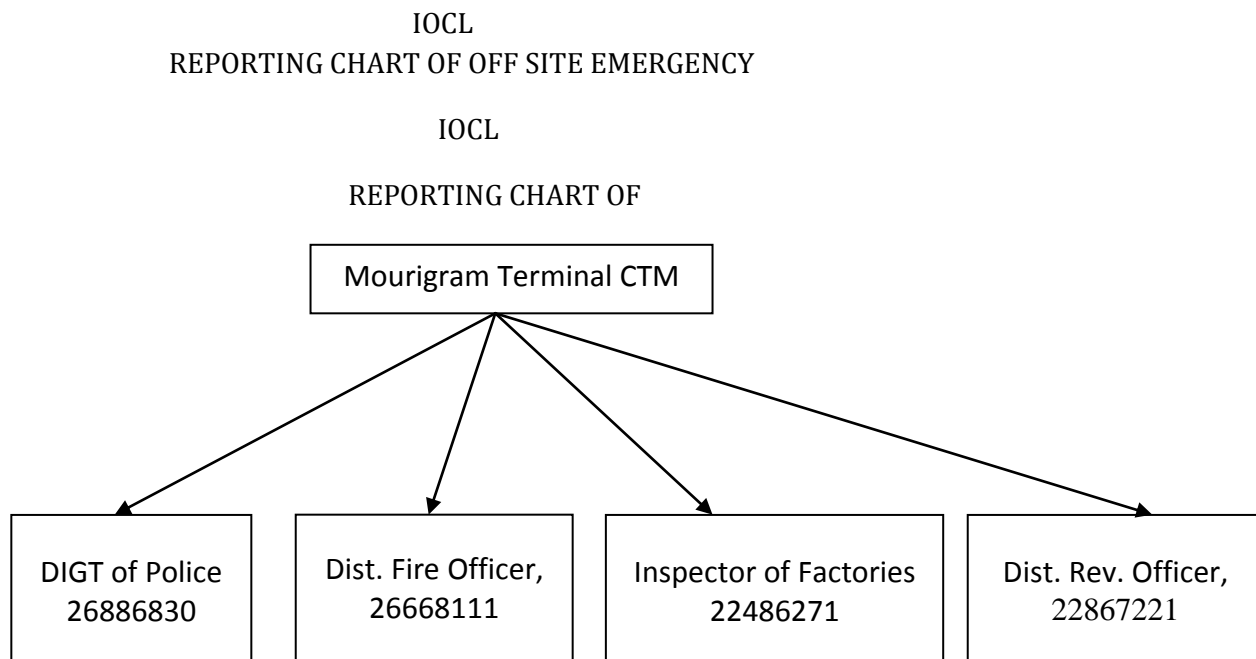 IOCL
REPORTING CHART OF OFF SITE EMERGENCY
IOCL
REPORTING CHART OF
Mourigram Terminal CTM
DIGT of Police
26886830
Dist. Fire Officer,
26668111
Inspector of Factories
22486271
Dist. Rev. Officer,
22867221